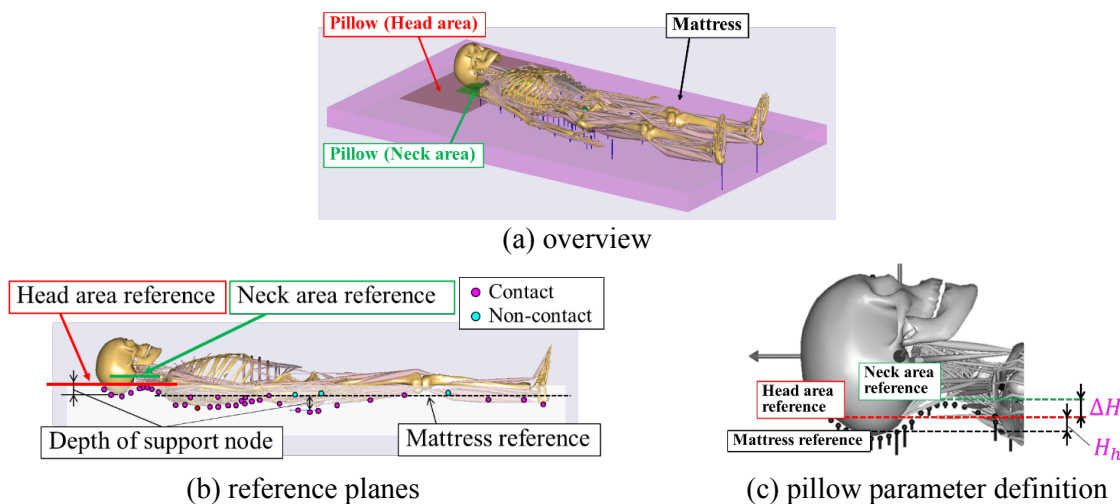 Pillow (Head area)
Mattress
Pillow (Neck area)
(a) overview
Head area reference
Neck area reference
Contact
Non-contact
Depth of support node
Mattress reference
(b) reference planes
Neck area
reference
Head area
reference
ΔH
Mattress reference
H_h
(c) pillow parameter definition